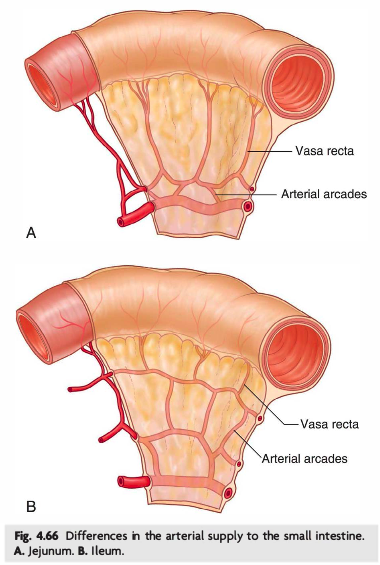 Vasa recta
Arterial arcades
A
Vasa recta
Arterial arcades
B
Fig. 4.66 Differences in the arterial supply to the small intestine.
A. Jejunum. B. Ileum.